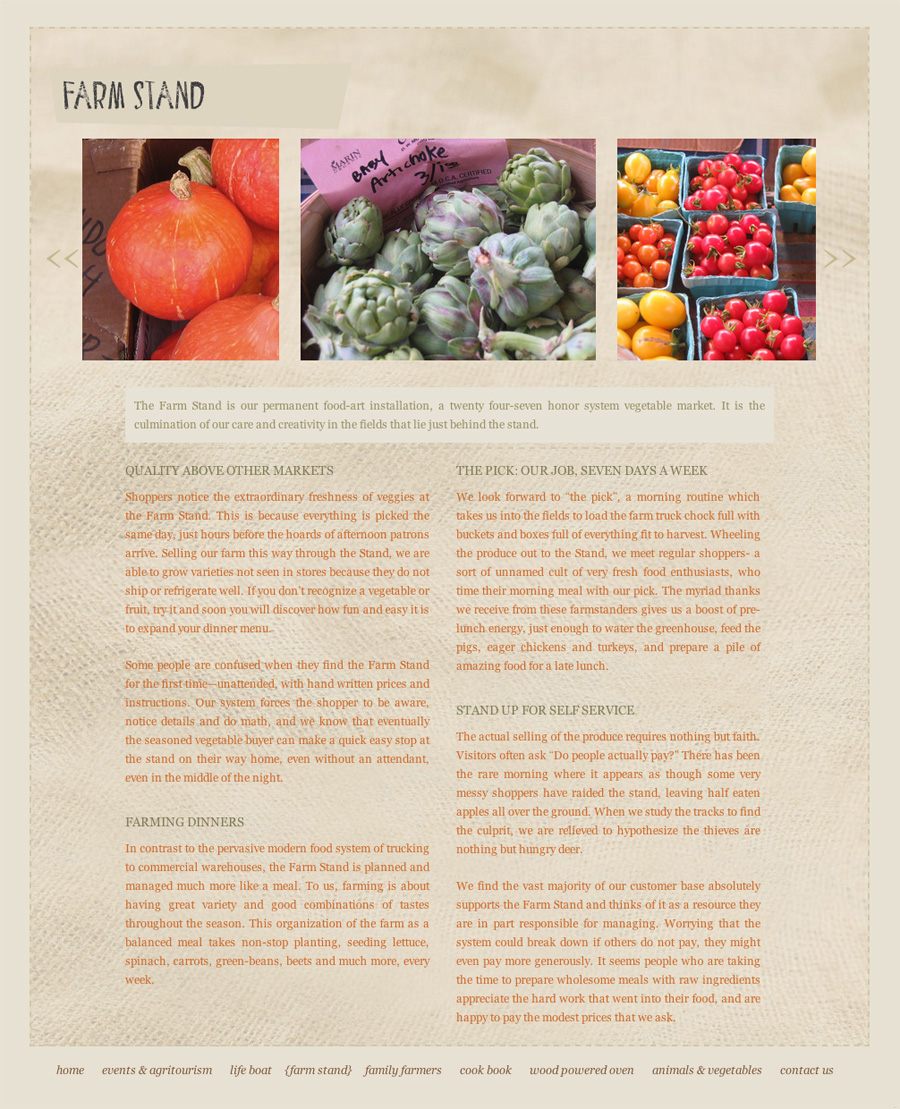 FARM STAND
MARIN
BABY
Artichoke
3/1
C.D.C.A. CERTIFIED
4
The Farm Stand is our permanent food-art installation, a twenty four-seven honor system vegetable market. It is the
culmination of our care and creativity in the fields that lie just behind the stand.
QUALITY ABOVE OTHER MARKETS
Shoppers notice the extraordinary freshness of veggies at
the Farm Stand. This is because everything is picked the
same day, just hours before the hoards of afternoon patrons
arrive. Selling our farm this way through the Stand, we are
able to grow varieties not seen in stores because they do not
ship or refrigerate well. If you don't recognize a vegetable or
fruit, try it and soon you will discover how fun and easy it is
to expand your dinner menu.
Some people are confused when they find the Farm Stand
for the first time—unattended, with hand written prices and
instructions. Our system forces the shopper to be aware,
notice details and do math, and we know that eventually
the seasoned vegetable buyer can make a quick easy stop at
the stand on their way home, even without an attendant,
even in the middle of the night.
FARMING DINNERS
In contrast to the pervasive modern food system of trucking
to commercial warehouses, the Farm Stand is planned and
managed much more like a meal. To us, farming is about
having great variety and good combinations of tastes
throughout the season. This organization of the farm as a
balanced meal takes non-stop planting, seeding lettuce,
spinach, carrots, green-beans, beets and much more, every
week.
THE PICK: OUR JOB, SEVEN DAYS A WEEK
We look forward to "the pick", a morning routine which
takes us into the fields to load the farm truck chock full with
buckets and boxes full of everything fit to harvest. Wheeling
the produce out to the Stand, we meet regular shoppers- a
sort of unnamed cult of very fresh food enthusiasts, who
time their morning meal with our pick. The myriad thanks
we receive from these farmstanders gives us a boost of pre-
lunch energy, just enough to water the greenhouse, feed the
pigs, eager chickens and turkeys, and prepare a pile of
amazing food for a late lunch.
STAND UP FOR SELF SERVICE
The actual selling of the produce requires nothing but faith.
Visitors often ask "Do people actually pay?" There has been
the rare morning where it appears as though some very
messy shoppers have raided the stand, leaving half eaten
apples all over the ground. When we study the tracks to find
the culprit, we are relieved to hypothesize the thieves are
nothing but hungry deer.
We find the vast majority of our customer base absolutely
supports the Farm Stand and thinks of it as a resource they
are in part responsible for managing. Worrying that the
system could break down if others do not pay, they might
even pay more generously. It seems people who are taking
the time to prepare wholesome meals with raw ingredients
appreciate the hard work that went into their food, and are
happy to pay the modest prices that we ask.
home events & agritourism life boat {farm stand} family farmers cook book wood powered oven animals & vegetables contact us